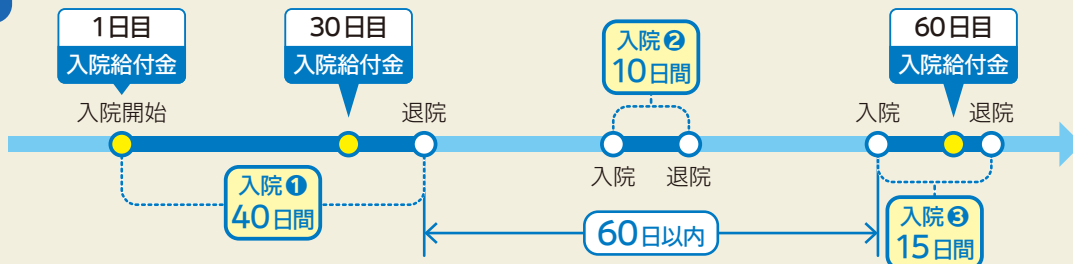 1日目
入院給付金
30日目
入院給付金
入院❷
10日間
60日目
入院給付金
入院開始
退院
入院
退院
入院
退院
入院❶
40日間
60日以内
入院❸
15日間